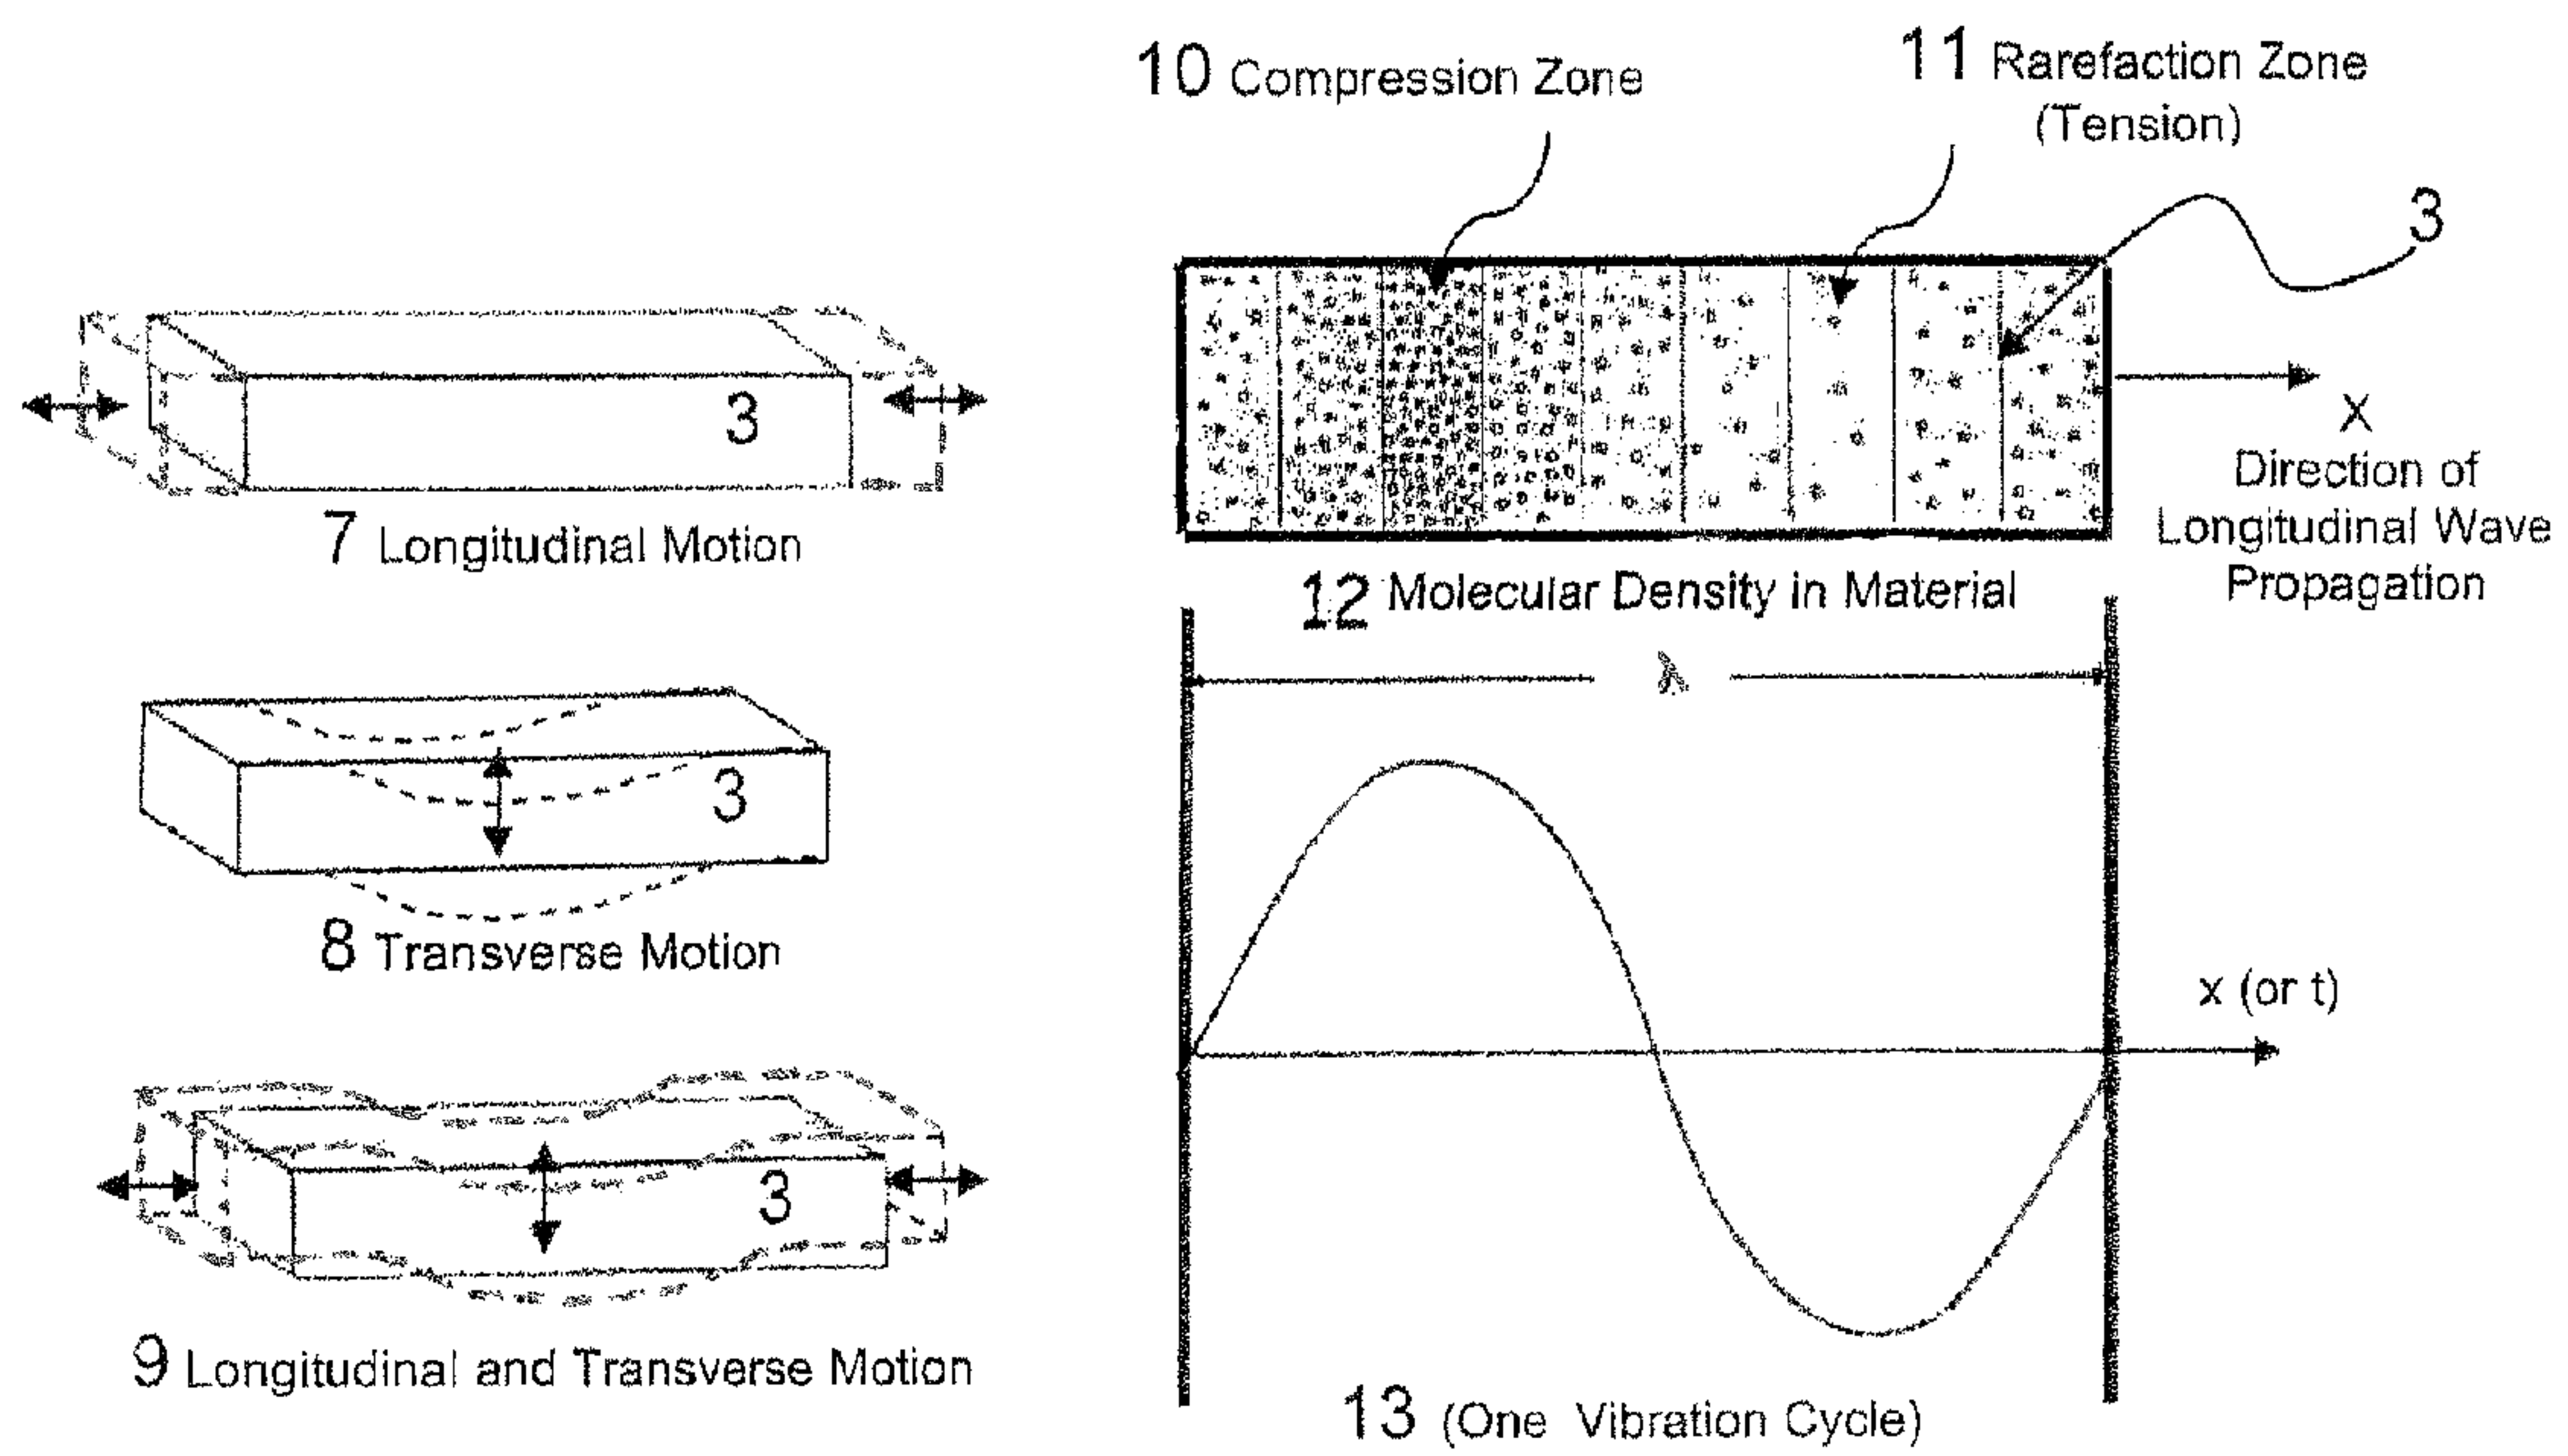 10 Compression Zone
11 Rarefaction Zone
(Tension)
3
3
7 Longitudinal Motion
X
Direction of
Longitudinal Wave
Propagation
12 Molecular Density in Material
λ
3
8 Transverse Motion
x (or t)
3
9 Longitudinal and Transverse Motion
13 (One Vibration Cycle)